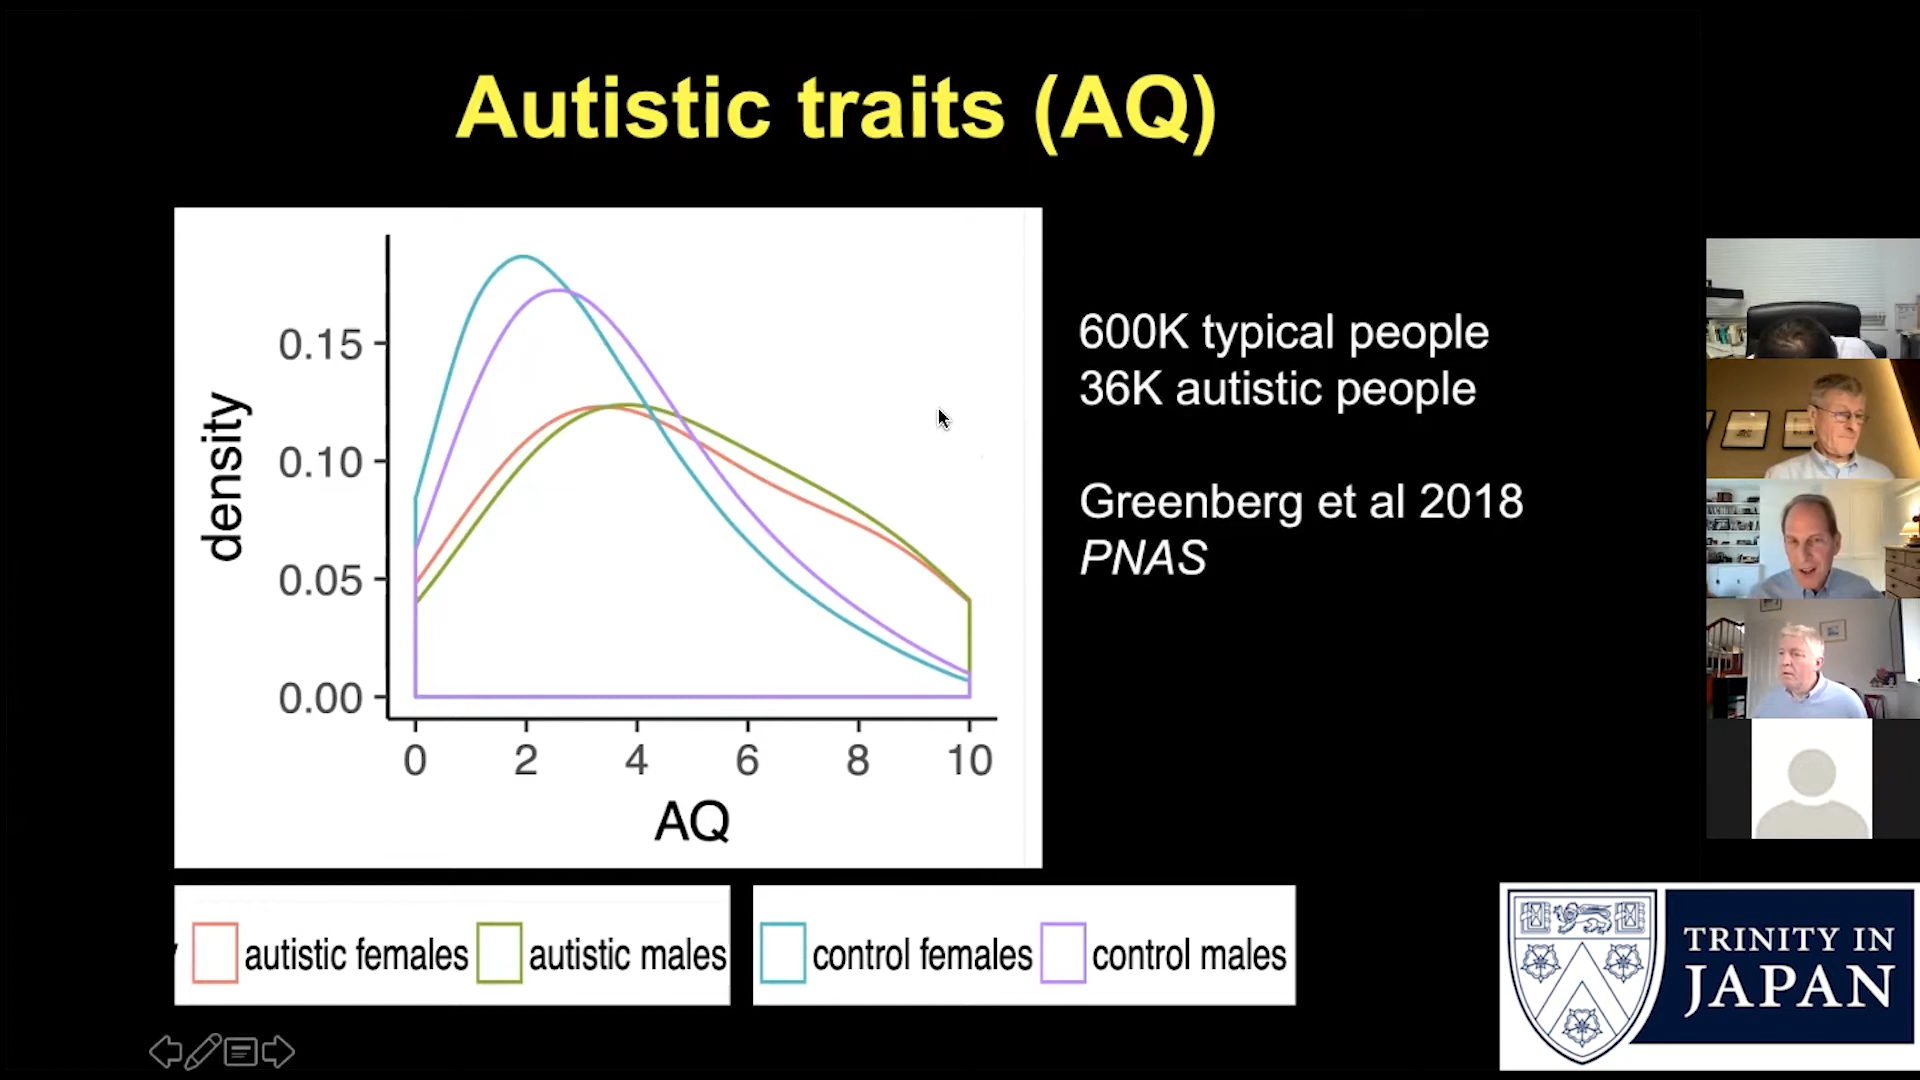 Autistic traits (AQ)
density
0.15
0.10
0.05
0.00
0 2 4 6 8 10
AQ
600K typical people
36K autistic people
Greenberg et al 2018
PNAS
autistic females autistic males
control females control males
TRINITY IN
JAPAN